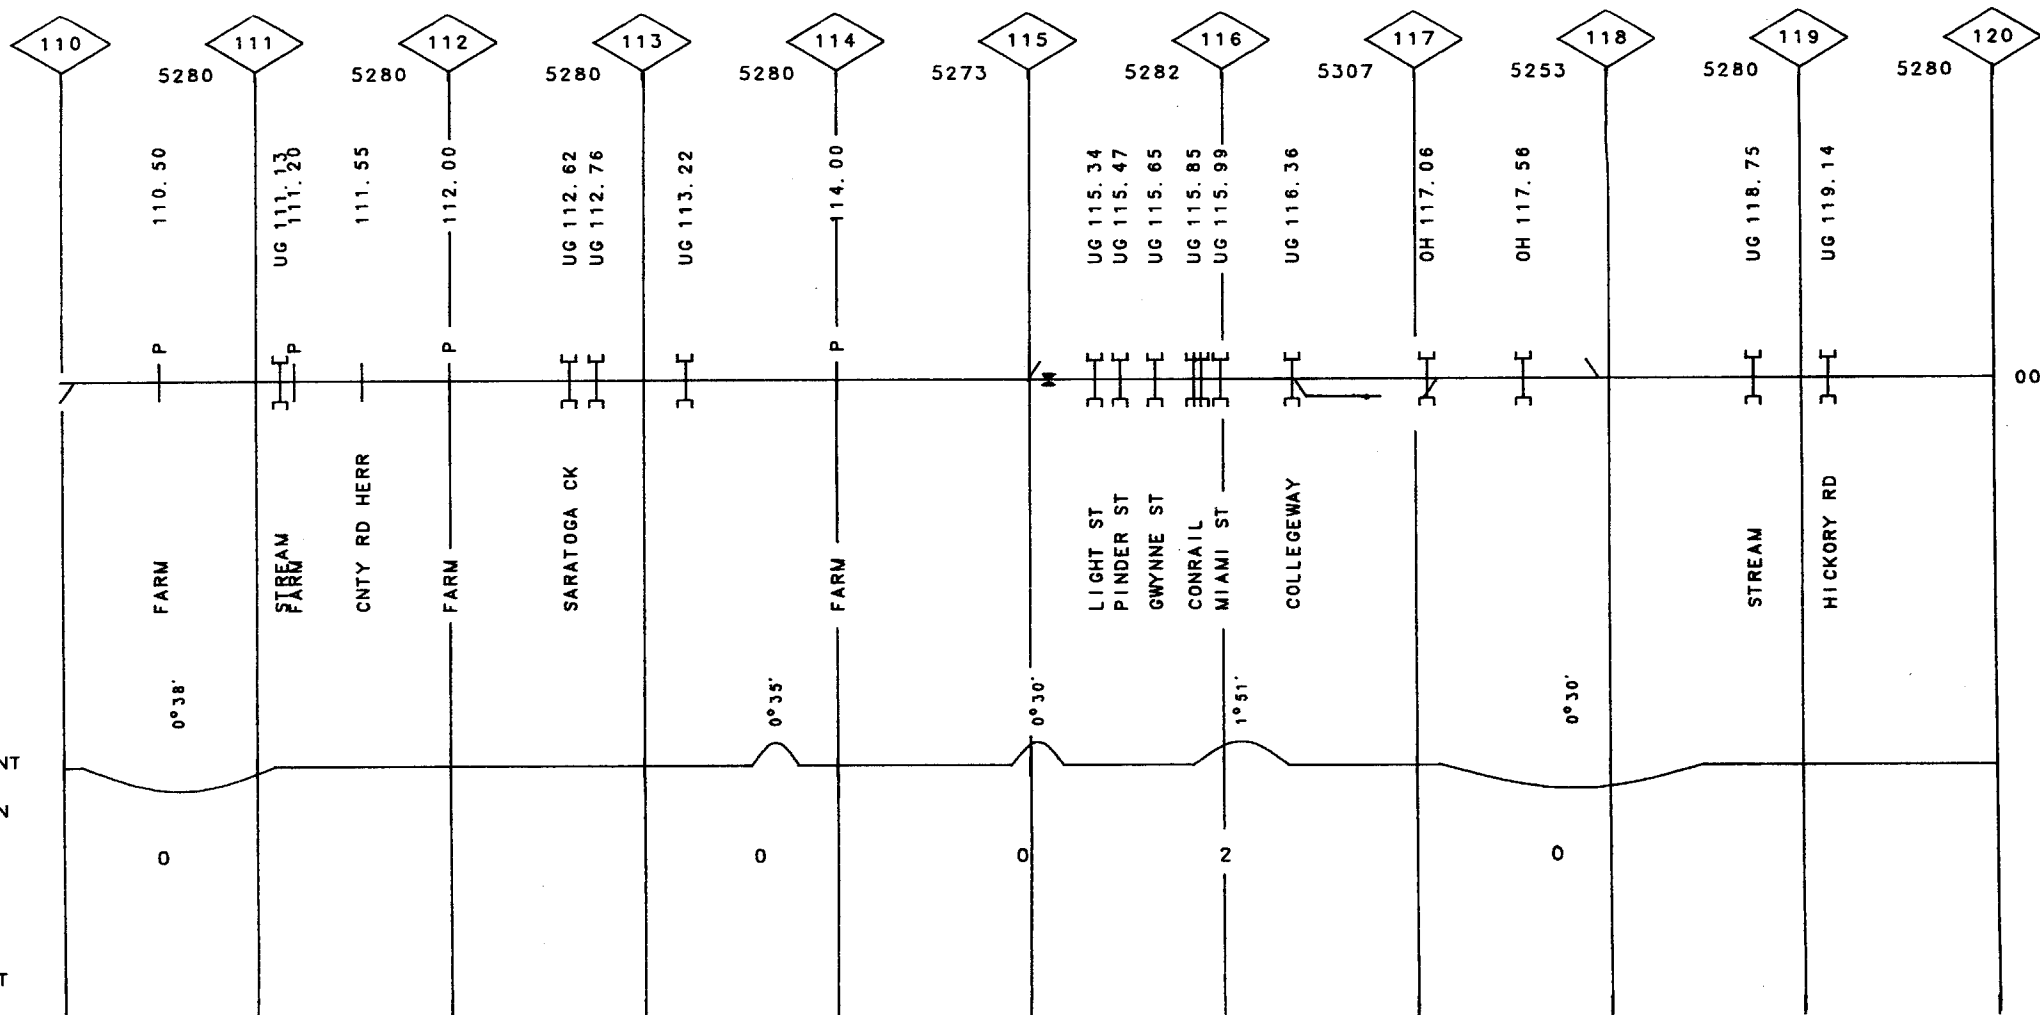 110
111
112
113
114
115
116
117
118
119
120
5280
5280
5280
5280
5273
5282
5307
5253
5280
5280
110.50
UG 111.13
111.20
111.55
112.00
UG 112.62
UG 112.76
UG 113.22
114.00
UG 115.34
UG 115.47
UG 115.65
UG 115.85
UG 115.99
UG 116.36
OH 117.06
OH 117.56
UG 118.75
UG 119.14
P
P
P
P
00
FARM
STREAM
FARM
CNTY RD HERR
FARM
SARATOGA CK
FARM
LIGHT ST
PINDER ST
GWYNNE ST
CONRAIL
MIAMI ST
COLLEGEWAY
STREAM
HICKORY RD
0°38'
0°35'
0°30'
1°51'
0°30'
NT
N
0
0
0
2
0
T